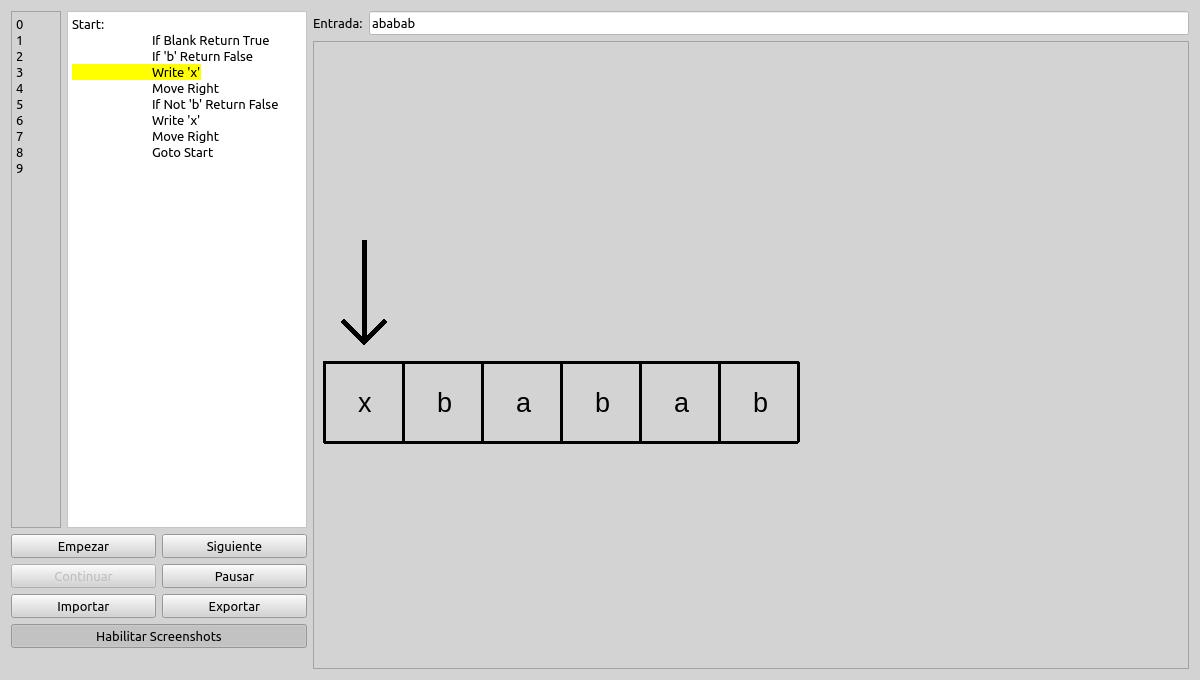 0
1
2
3
4
5
6
7
8
9
Start:
If Blank Return True
If 'b' Return False
Write 'x'
Move Right
If Not 'b' Return False
Write 'x'
Move Right
Goto Start
Entrada: ababab
x b a b a b
Empezar Siguiente
Continuar Pausar
Importar Exportar
Habilitar Screenshots